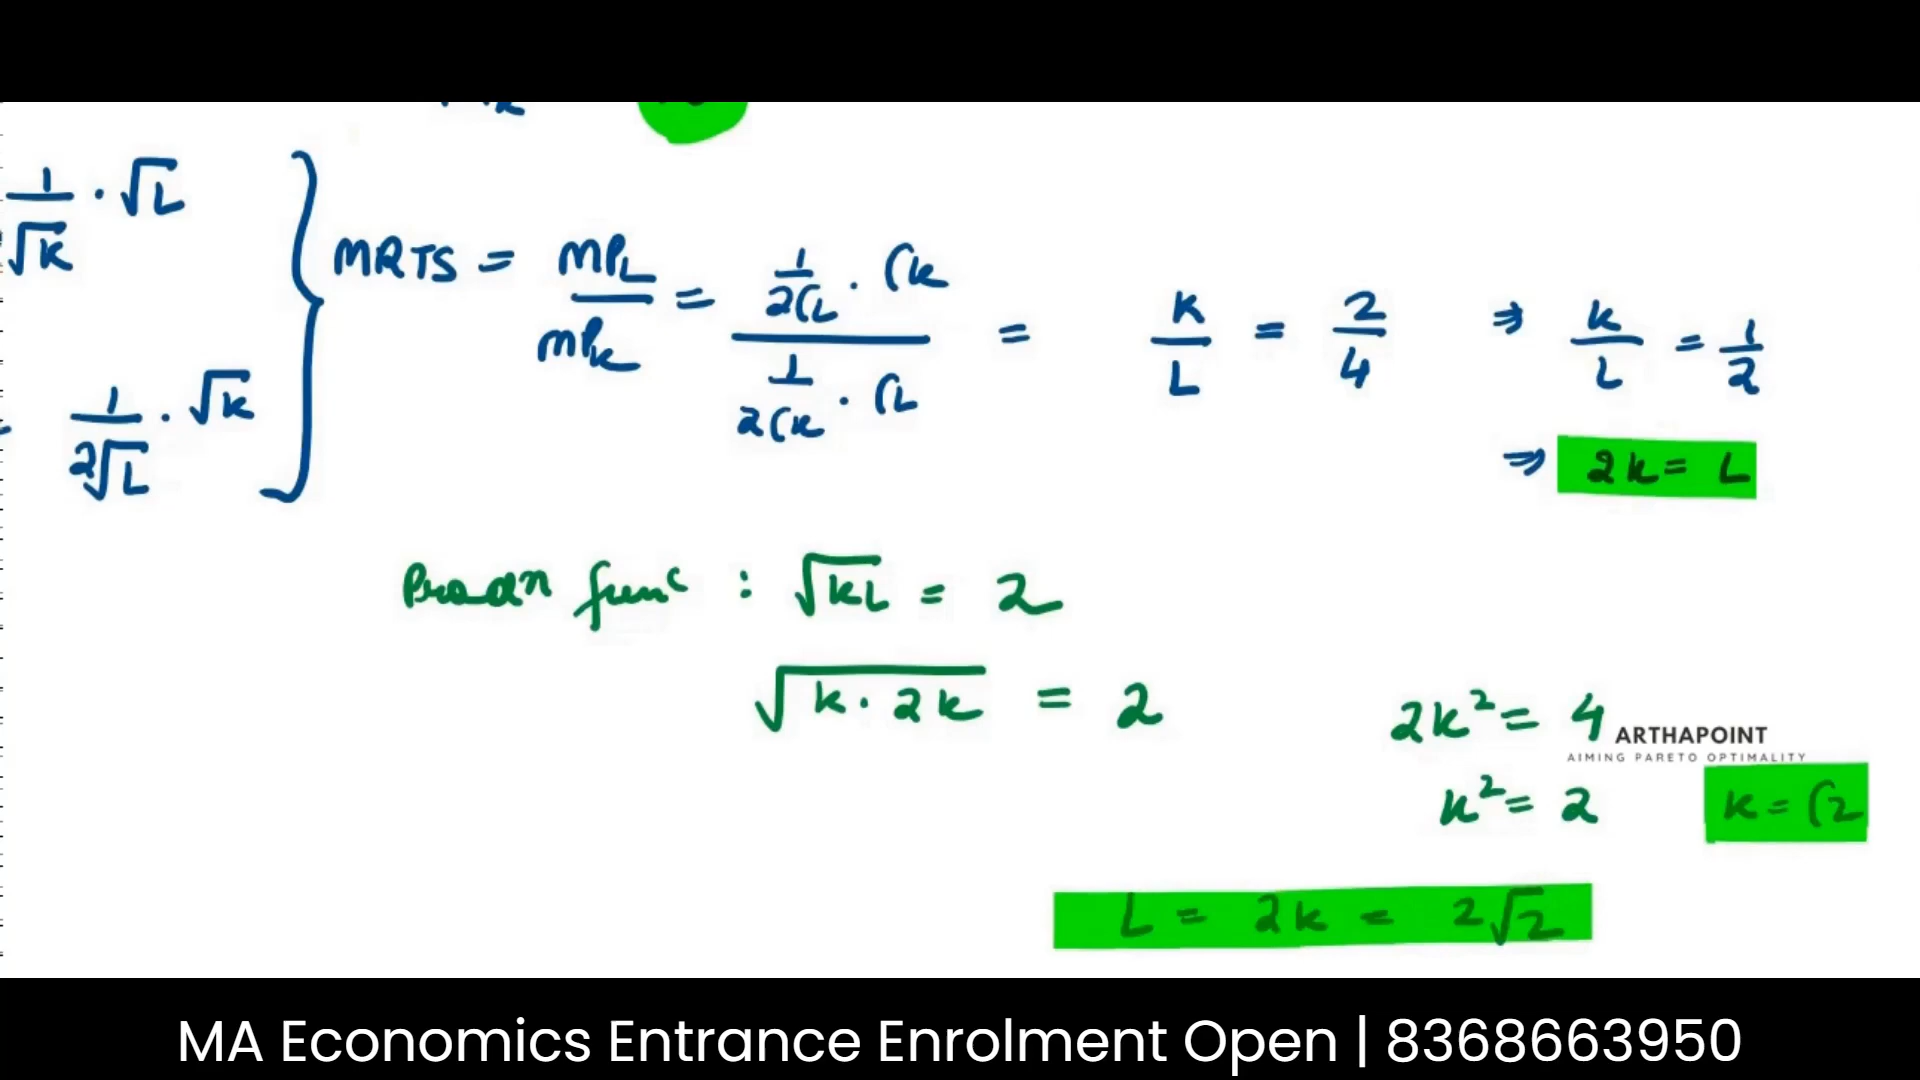 1/√K · √L
MRTS = MPL/MPK = (1/2√L · √K)/(1/2√K · √L) = K/L = 2/4 ⇒ K/L = 1/2
1/2√L · √K
⇒ 2K = L
Prodn func : √KL = 2
√K · 2K = 2
2K² = 4
ARTHAPOINT
AIMING PARETO OPTIMALITY
K² = 2 K = √2
L = 2K = 2√2
MA Economics Entrance Enrolment Open | 8368663950